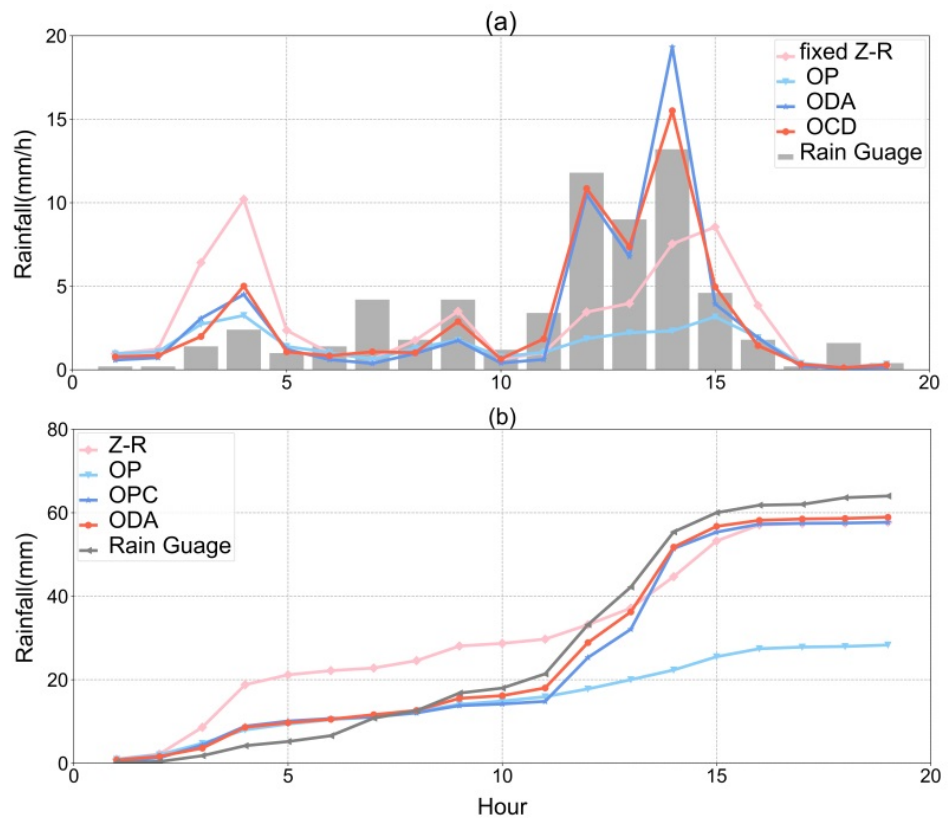 (a)
20
15
10
5
0
Rainfall(mm/h)
fixed Z-R
OP
ODA
OCD
Rain Guage
0
5
10
15
20
(b)
80
60
40
20
0
Rainfall(mm)
Z-R
OP
OPC
ODA
Rain Guage
0
5
10
15
20
Hour